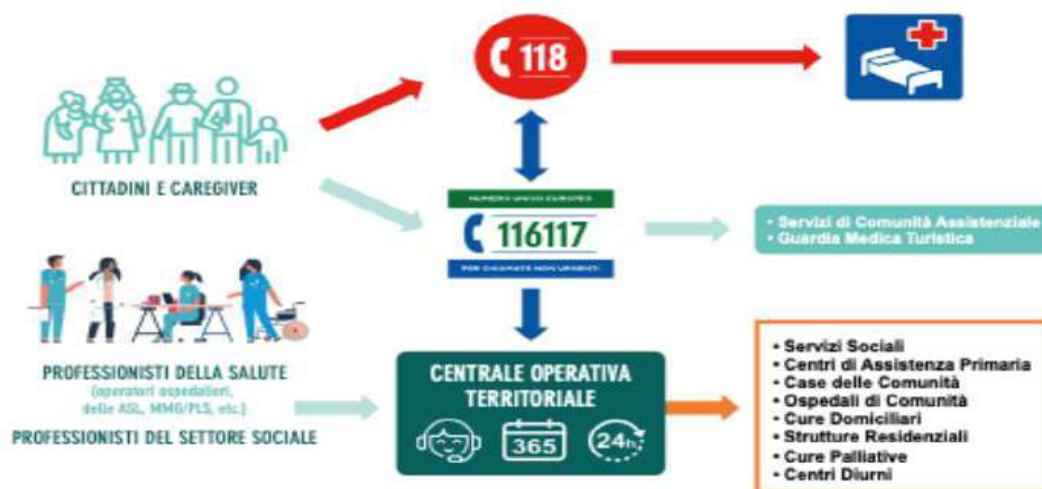 118
CITTADINI E CAREGIVER
NUMERO UNICO EUROPEO
116117
PER CHIAMATE NON URGENTI
• Servizi di Comunità Assistenziale
• Guardia Medica Turistica
PROFESSIONISTI DELLA SALUTE
(operatori ospedalieri,
delle ASL, MMG/PLS, etc.)
PROFESSIONISTI DEL SETTORE SOCIALE
CENTRALE OPERATIVA
TERRITORIALE
365
24h
• Servizi Sociali
• Centri di Assistenza Primaria
• Case delle Comunità
• Ospedali di Comunità
• Cure Domiciliari
• Strutture Residenziali
• Cure Palliative
• Centri Diurni